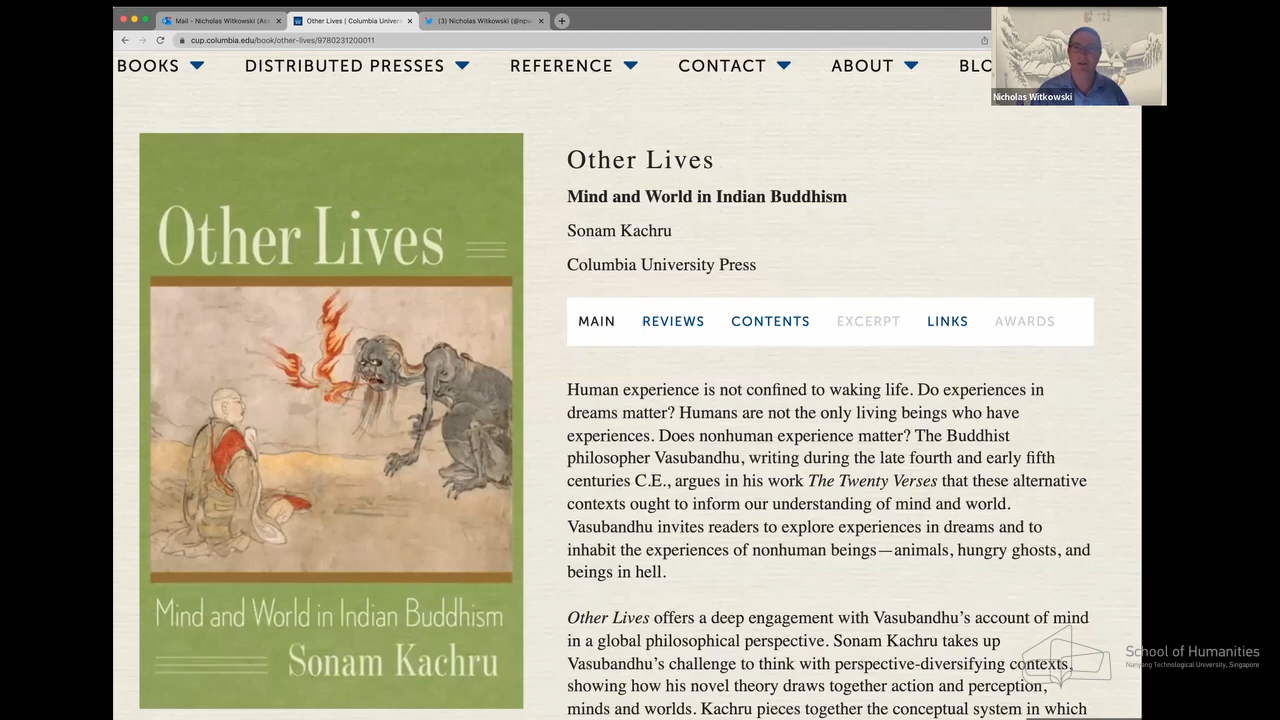 Mail - Nicholas Witkowski (Ass
Other Lives | Columbia Univers
(3) Nicholas Witkowski (@npw
cup.columbia.edu/book/other-lives/9780231200011
BOOKS
DISTRIBUTED PRESSES
REFERENCE
CONTACT
ABOUT
Nicholas Witkowski
Other Lives
Mind and World in Indian Buddhism
Sonam Kachru
Other Lives
Mind and World in Indian Buddhism
Sonam Kachru
Columbia University Press
MAIN
REVIEWS
CONTENTS
EXCERPT
LINKS
AWARDS
Human experience is not confined to waking life. Do experiences in
dreams matter? Humans are not the only living beings who have
experiences. Does nonhuman experience matter? The Buddhist
philosopher Vasubandhu, writing during the late fourth and early fifth
centuries C.E., argues in his work The Twenty Verses that these alternative
contexts ought to inform our understanding of mind and world.
Vasubandhu invites readers to explore experiences in dreams and to
inhabit the experiences of nonhuman beings—animals, hungry ghosts, and
beings in hell.
Other Lives offers a deep engagement with Vasubandhu's account of mind
in a global philosophical perspective. Sonam Kachru takes up
Vasubandhu's challenge to think with perspective-diversifying contexts,
showing how his novel theory draws together action and perception,
minds and worlds. Kachru pieces together the conceptual system in which
School of Humanities
Nanyang Technological University, Singapore